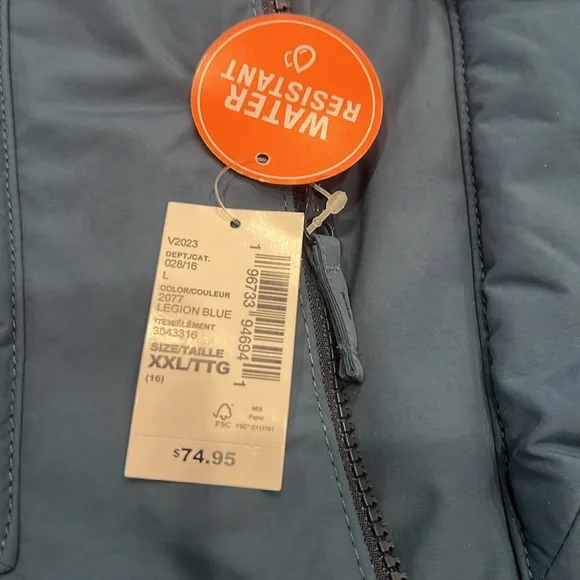 WATER
RESISTANT
V2023
DEPT./CAT.
028/16
L
COLOR/COULEUR
2077
LEGION BLUE
ITEM/ELÉMENT
3043316
SIZE/TAILLE
XXL/TTG
(16)
1 96733 94694 1
FSC
MIX
Paper
$74.95